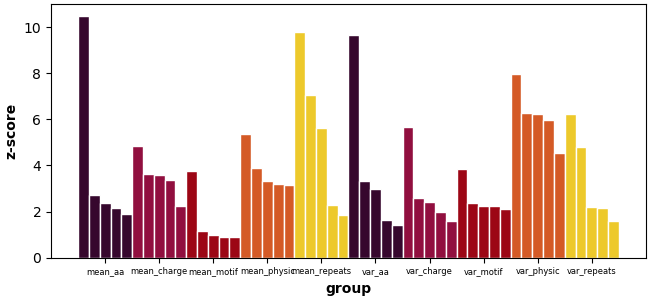 10
8
6
4
2
0
z-score
mean_aa mean_charge mean_motif mean_physic mean_repeats var_aa var_charge var_motif var_physic var_repeats
group